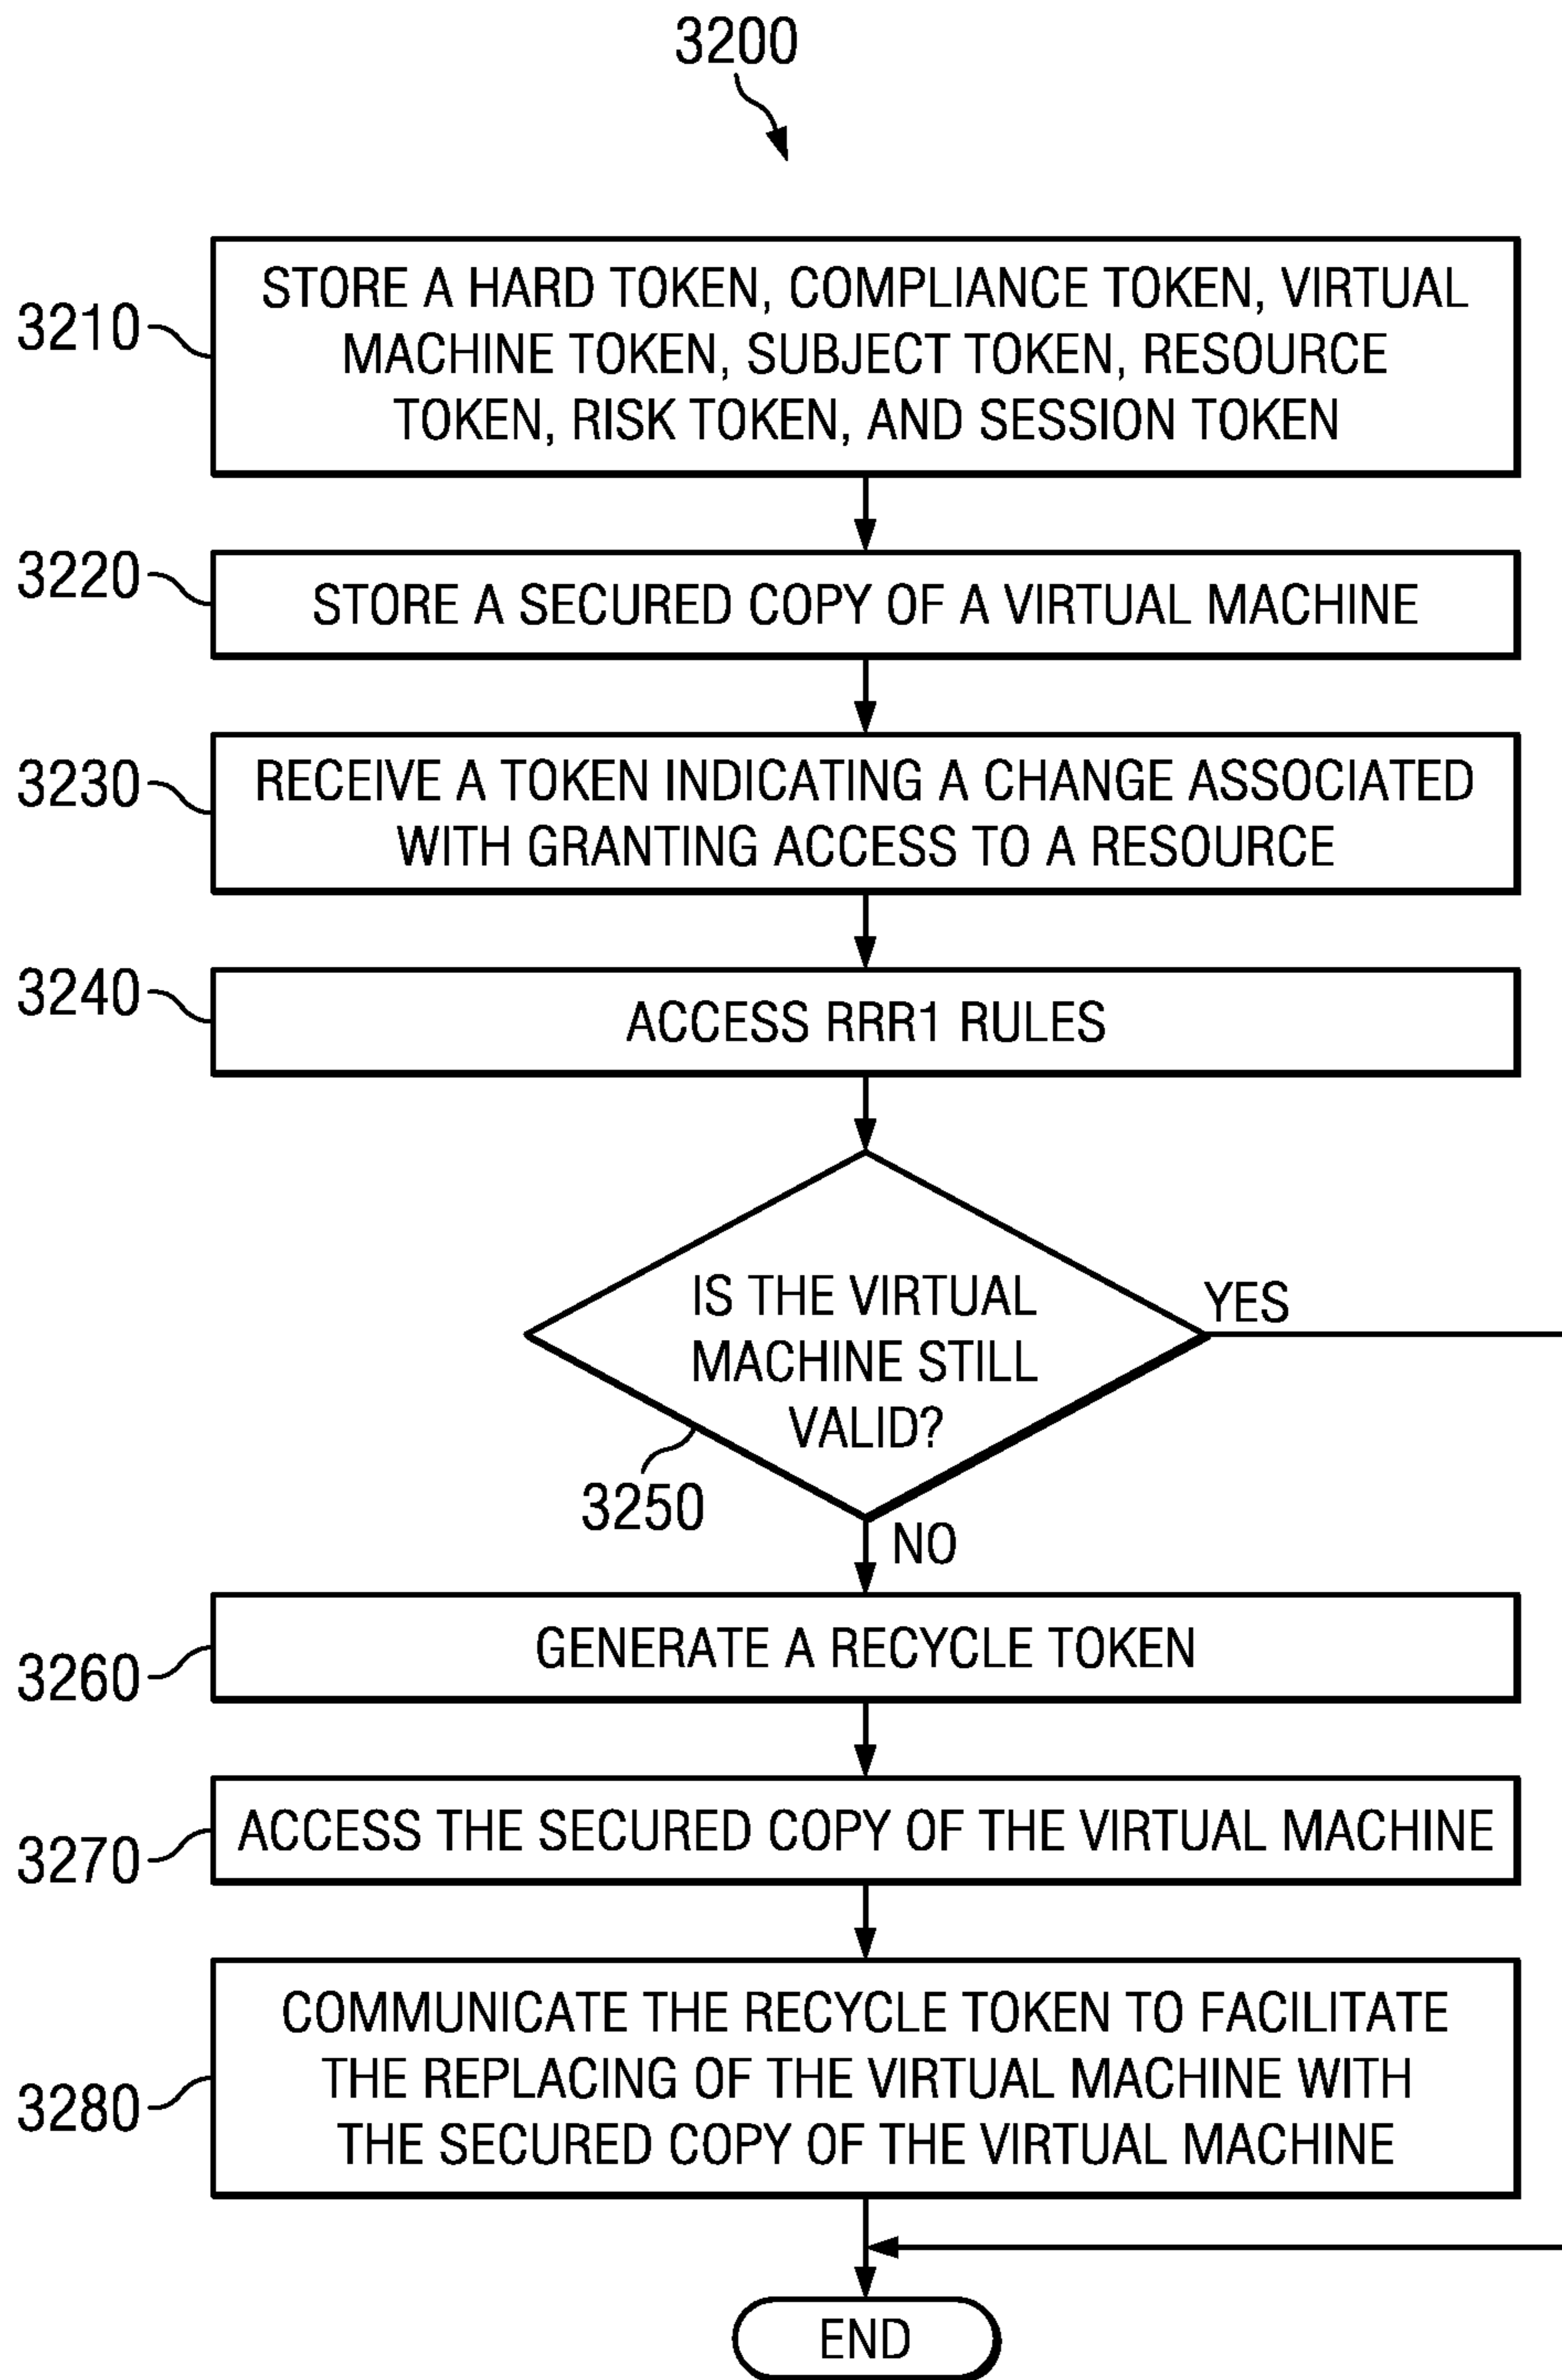 3200
3210
STORE A HARD TOKEN, COMPLIANCE TOKEN, VIRTUAL
MACHINE TOKEN, SUBJECT TOKEN, RESOURCE
TOKEN, RISK TOKEN, AND SESSION TOKEN
3220
STORE A SECURED COPY OF A VIRTUAL MACHINE
3230
RECEIVE A TOKEN INDICATING A CHANGE ASSOCIATED
WITH GRANTING ACCESS TO A RESOURCE
3240
ACCESS RRR1 RULES
IS THE VIRTUAL
MACHINE STILL
VALID?
YES
3250
NO
3260
GENERATE A RECYCLE TOKEN
3270
ACCESS THE SECURED COPY OF THE VIRTUAL MACHINE
3280
COMMUNICATE THE RECYCLE TOKEN TO FACILITATE
THE REPLACING OF THE VIRTUAL MACHINE WITH
THE SECURED COPY OF THE VIRTUAL MACHINE
END